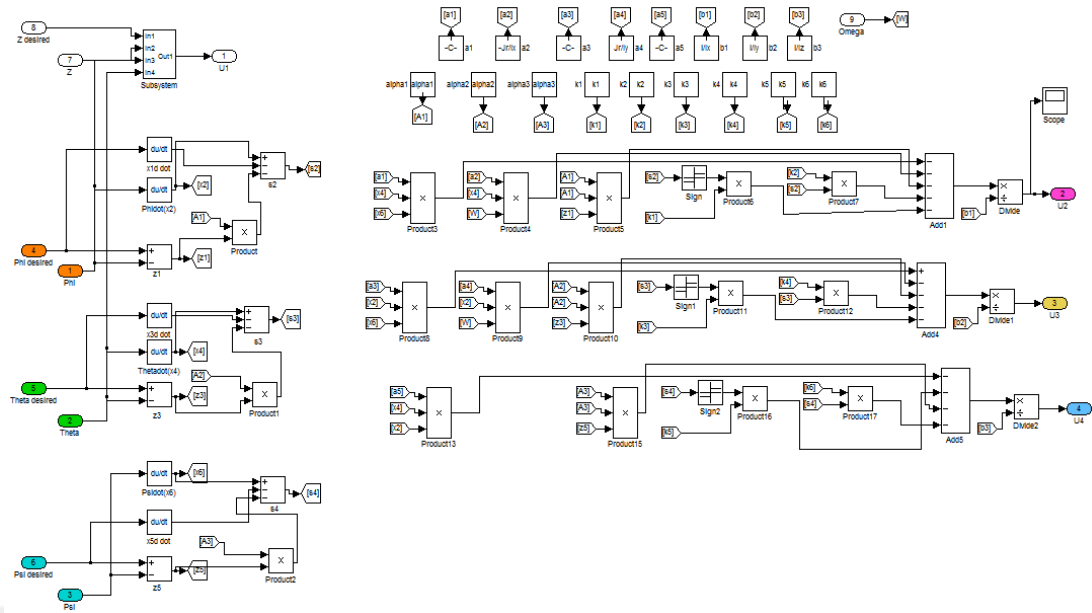 8
Z desired
7
Z
In1
In2
In3
In4
Out1
Subsystem
1
U1
[a1]
[a2]
[a3]
[a4]
[a5]
[b1]
[b2]
[b3]
9
Omega
[W]
-C-
a1
-Jr/Ix
a2
-C-
a3
Jr/Iy
a4
-C-
a5
l/Ix
b1
l/Iy
b2
l/Iz
b3
alpha1
alpha1
alpha2
alpha2
alpha3
alpha3
k1
k1
k2
k2
k3
k3
k4
k4
k5
k5
k6
k6
[A1]
[A2]
[A3]
[k1]
[k2]
[k3]
[k4]
[k5]
[k6]
Scope
du/dt
x1d dot
du/dt
Phidot(x2)
[x2]
s2
[s2]
[A1]
×
Product
4
Phi desired
1
Phi
z1
[z1]
[a1]
[x4]
[x6]
×
Product3
[a2]
[x4]
[W]
×
Product4
[A1]
[A1]
[z1]
×
Product5
[s2]
Sign
[k1]
×
Product6
[k2]
[s2]
×
Product7
Add1
[b1]
×
÷
Divide
2
U2
du/dt
x3d dot
du/dt
Thetadot(x4)
[x4]
s3
[s3]
[A2]
×
Product1
5
Theta desired
2
Theta
z3
[z3]
[a3]
[x2]
[x6]
×
Product8
[a4]
[x2]
[W]
×
Product9
[A2]
[A2]
[z3]
×
Product10
[s3]
Sign1
[k3]
×
Product11
[k4]
[s3]
×
Product12
Add4
[b2]
×
÷
Divide1
3
U3
[a5]
[x4]
[x2]
×
Product13
[A3]
[A3]
[z5]
×
Product15
[s4]
Sign2
[k5]
×
Product16
[k6]
[s4]
×
Product17
Add5
[b3]
×
÷
Divide2
4
U4
du/dt
Psidot(x6)
[x6]
s4
[s4]
du/dt
x5d dot
[A3]
×
Product2
6
Psi desired
3
Psi
z5
[z5]